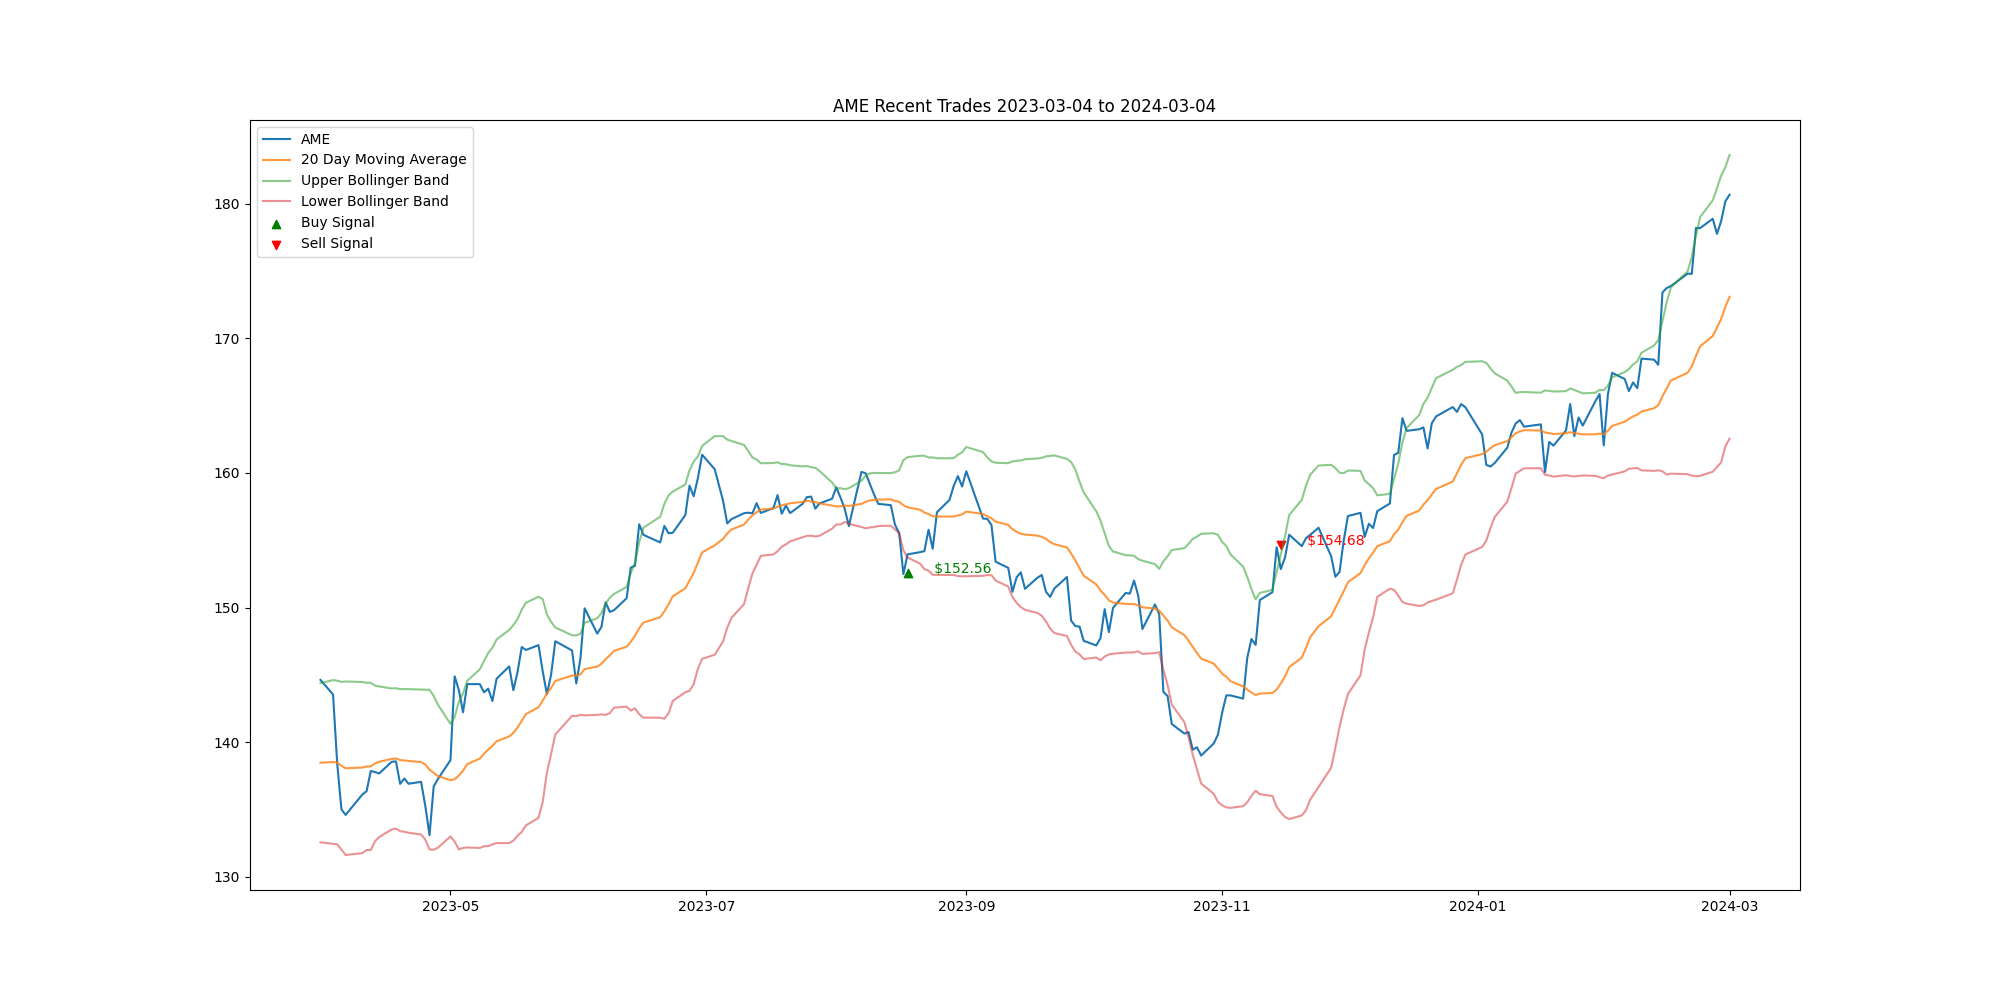 AME Recent Trades 2023-03-04 to 2024-03-04
AME
20 Day Moving Average
Upper Bollinger Band
Lower Bollinger Band
Buy Signal
Sell Signal
180
170
160
150
140
130
$154.68
$152.56
2023-05
2023-07
2023-09
2023-11
2024-01
2024-03